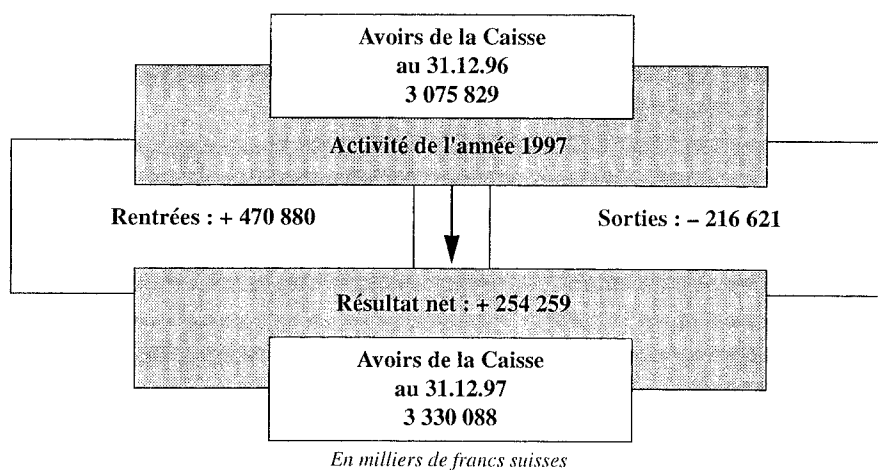 Avoirs de la Caisse
au 31.12.96
3 075 829
Activité de l'année 1997
Rentrées : + 470 880
Sorties : – 216 621
Résultat net : + 254 259
Avoirs de la Caisse
au 31.12.97
3 330 088
En milliers de francs suisses